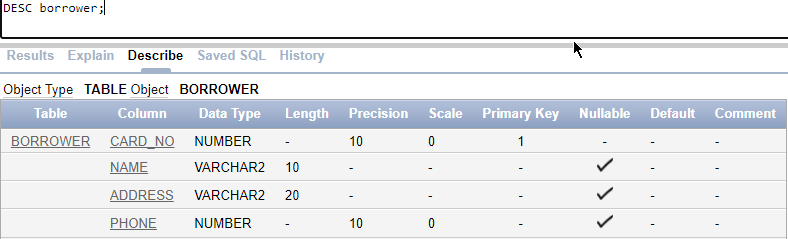 DESC borrower;
Results Explain Describe Saved SQL History
Object Type TABLE Object BORROWER
Table Column Data Type Length Precision Scale Primary Key Nullable Default Comment
BORROWER CARD_NO NUMBER - 10 0 1 - - -
NAME VARCHAR2 10 - - - ✓ - -
ADDRESS VARCHAR2 20 - - - ✓ - -
PHONE NUMBER - 10 0 - ✓ - -